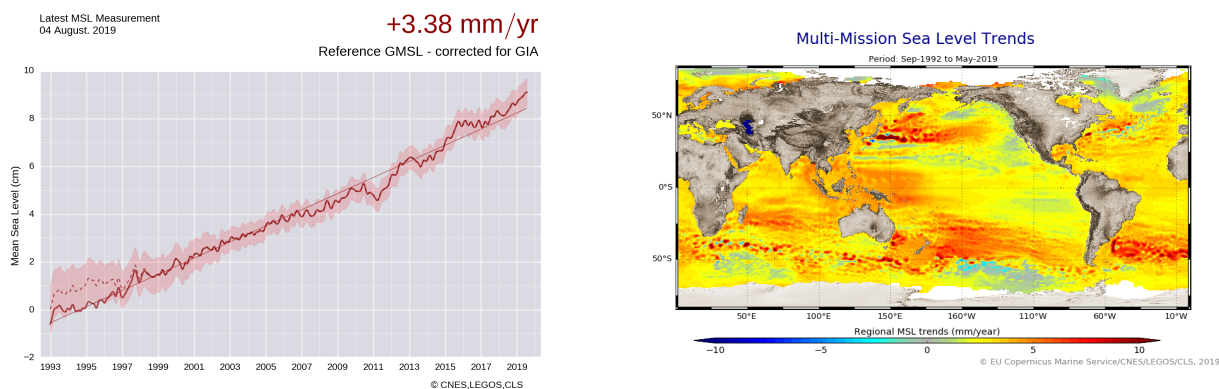 Latest MSL Measurement
04 August. 2019
+3.38 mm/yr
Reference GMSL - corrected for GIA
10
8
6
4
2
0
−2
Mean Sea Level (cm)
1993 1995 1997 1999 2001 2003 2005 2007 2009 2011 2013 2015 2017 2019
© CNES,LEGOS,CLS
Multi-Mission Sea Level Trends
Period: Sep-1992 to May-2019
50°N
0°S
50°S
50°E 100°E 150°E 160°W 110°W 60°W 10°W
Regional MSL trends (mm/year)
−10 −5 0 5 10
© EU Copernicus Marine Service/CNES/LEGOS/CLS, 2019